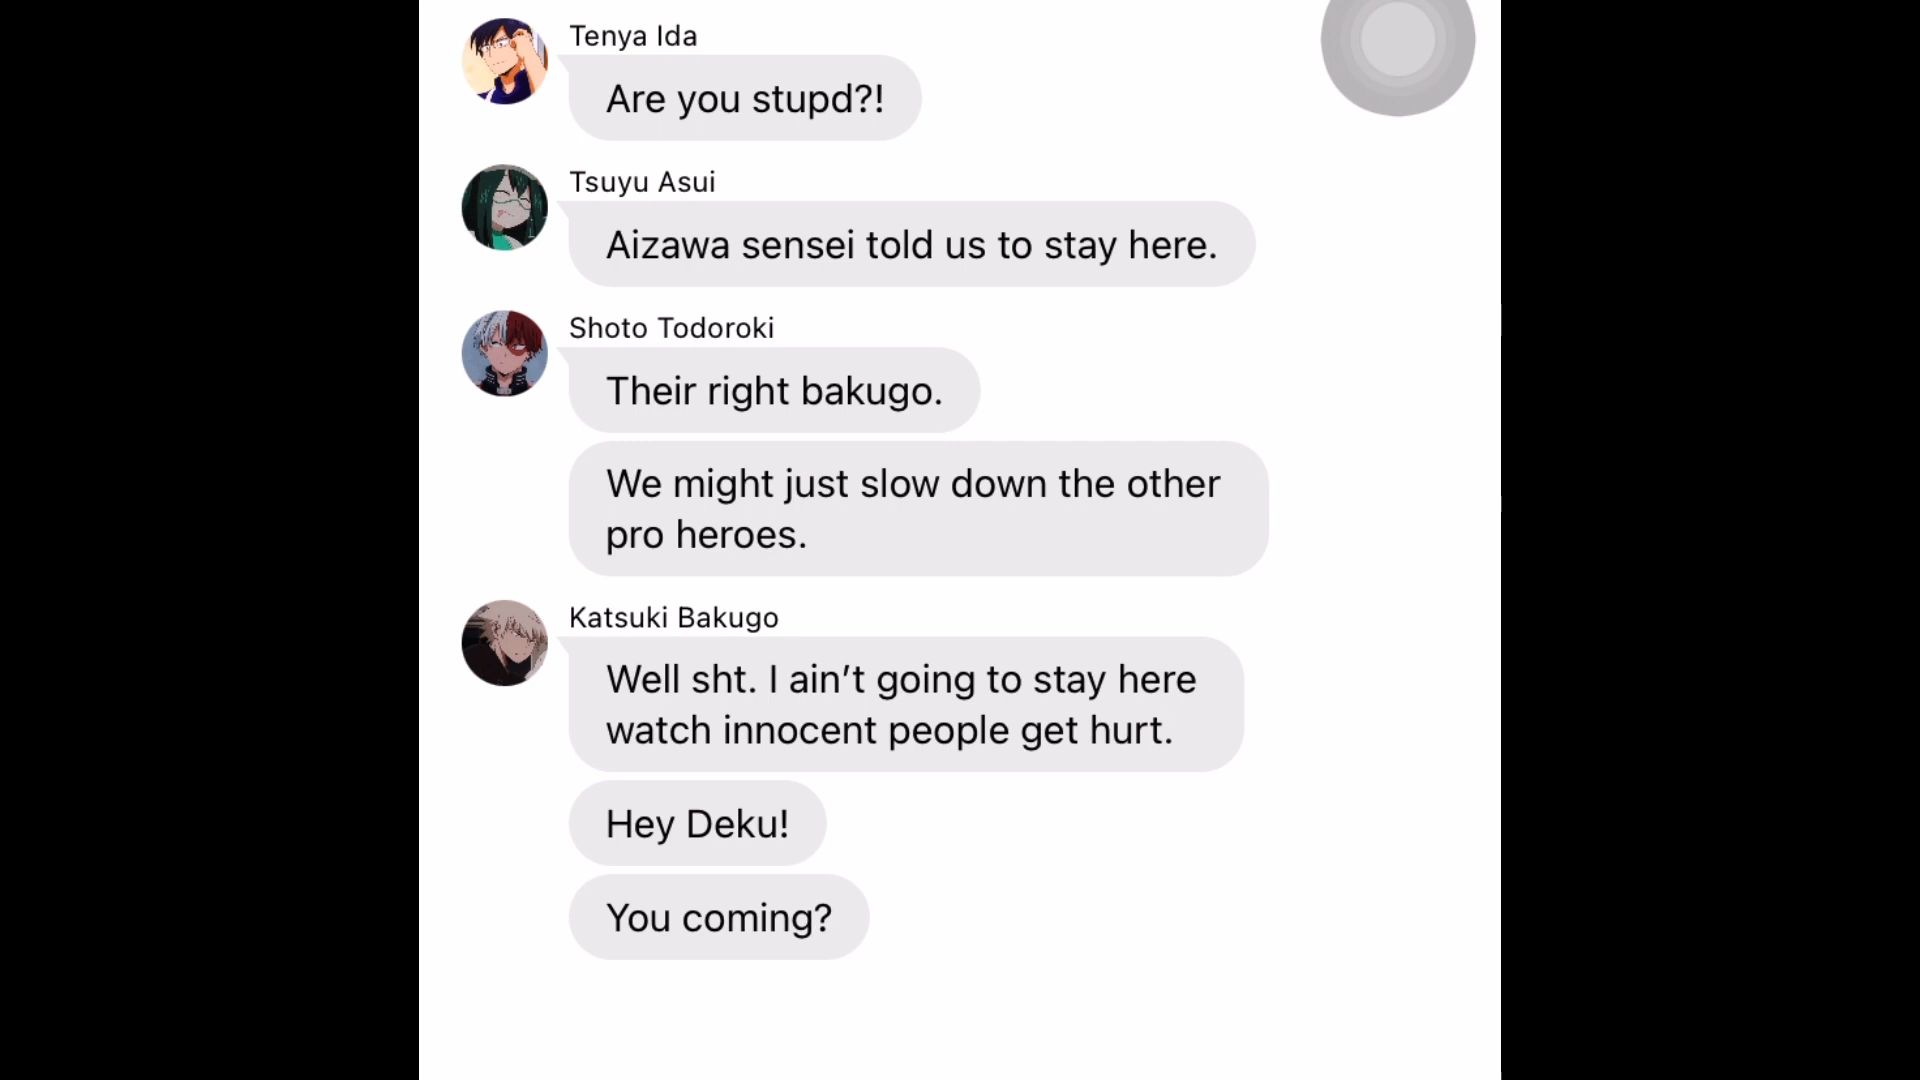 Tenya Ida
Are you stupd?!
Tsuyu Asui
Aizawa sensei told us to stay here.
Shoto Todoroki
Their right bakugo.
We might just slow down the other
pro heroes.
Katsuki Bakugo
Well sht. I ain’t going to stay here
watch innocent people get hurt.
Hey Deku!
You coming?